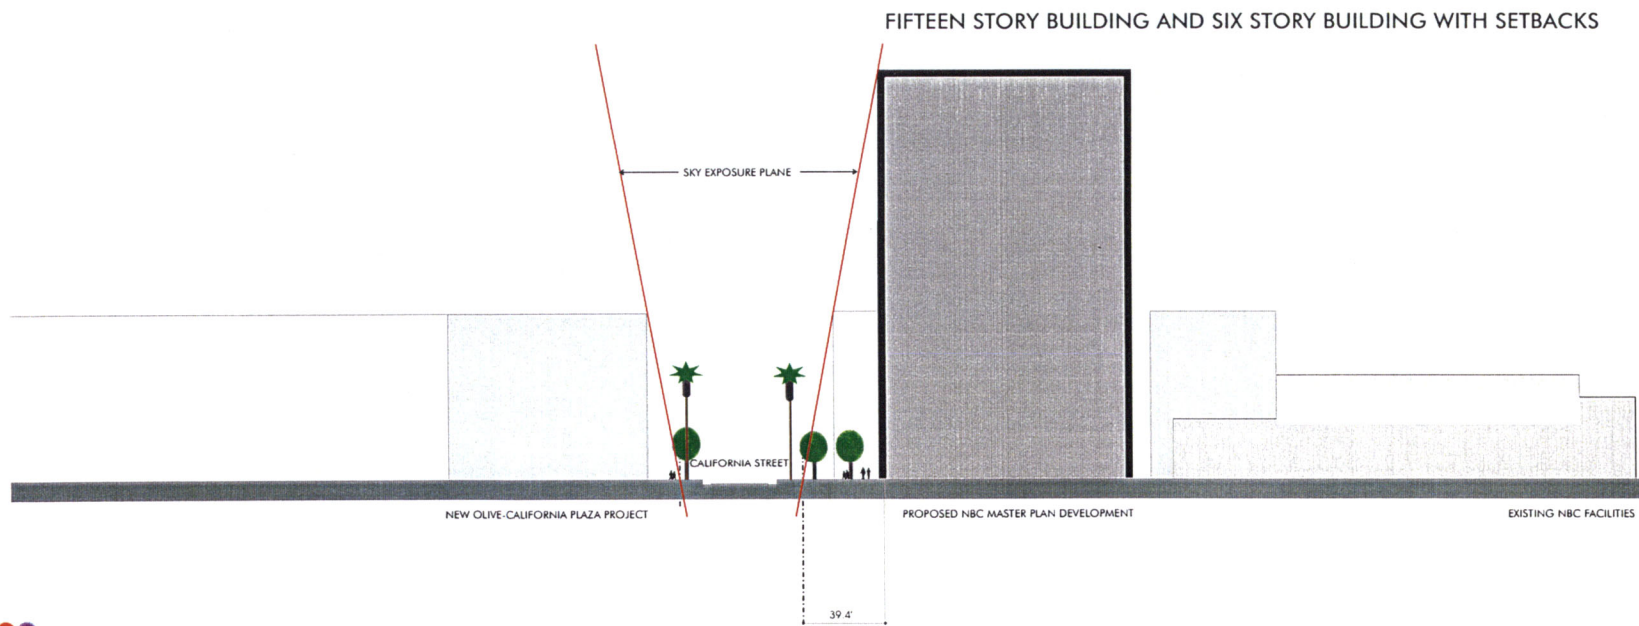 FIFTEEN STORY BUILDING AND SIX STORY BUILDING WITH SETBACKS
SKY EXPOSURE PLANE
CALIFORNIA STREET
NEW OLIVE-CALIFORNIA PLAZA PROJECT
PROPOSED NBC MASTER PLAN DEVELOPMENT
EXISTING NBC FACILITIES
39.4'